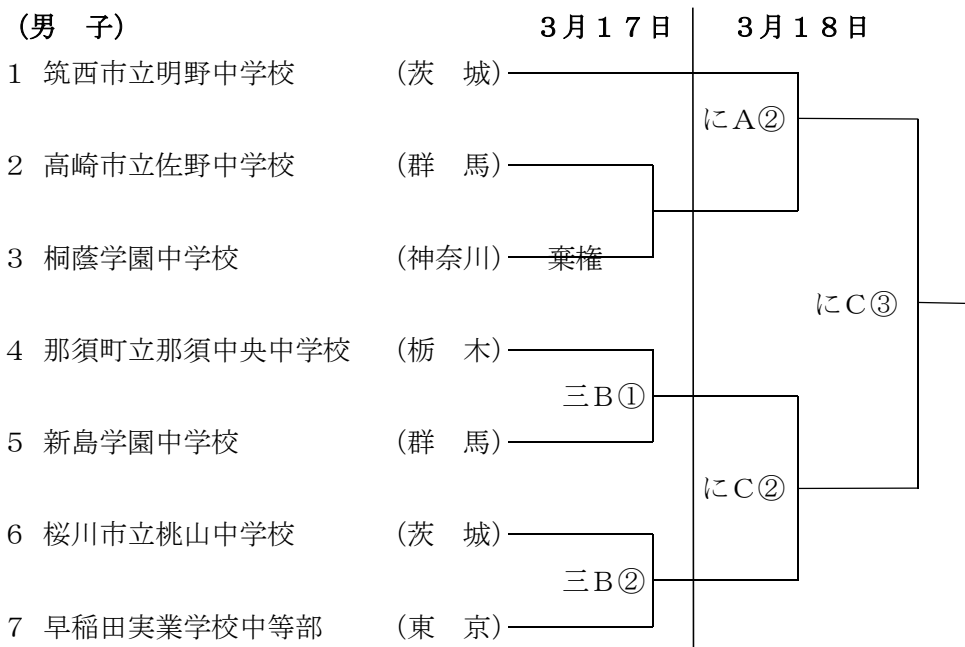 (男　子)　３月１７日　３月１８日
１　筑西市立明野中学校　(茨　城)
にＡ②
２　高崎市立佐野中学校　(群　馬)
３　桐蔭学園中学校　(神奈川)　棄権
にＣ③
４　那須町立那須中央中学校　(栃　木)
三Ｂ①
５　新島学園中学校　(群　馬)
にＣ②
６　桜川市立桃山中学校　(茨　城)
三Ｂ②
７　早稲田実業学校中等部　(東　京)